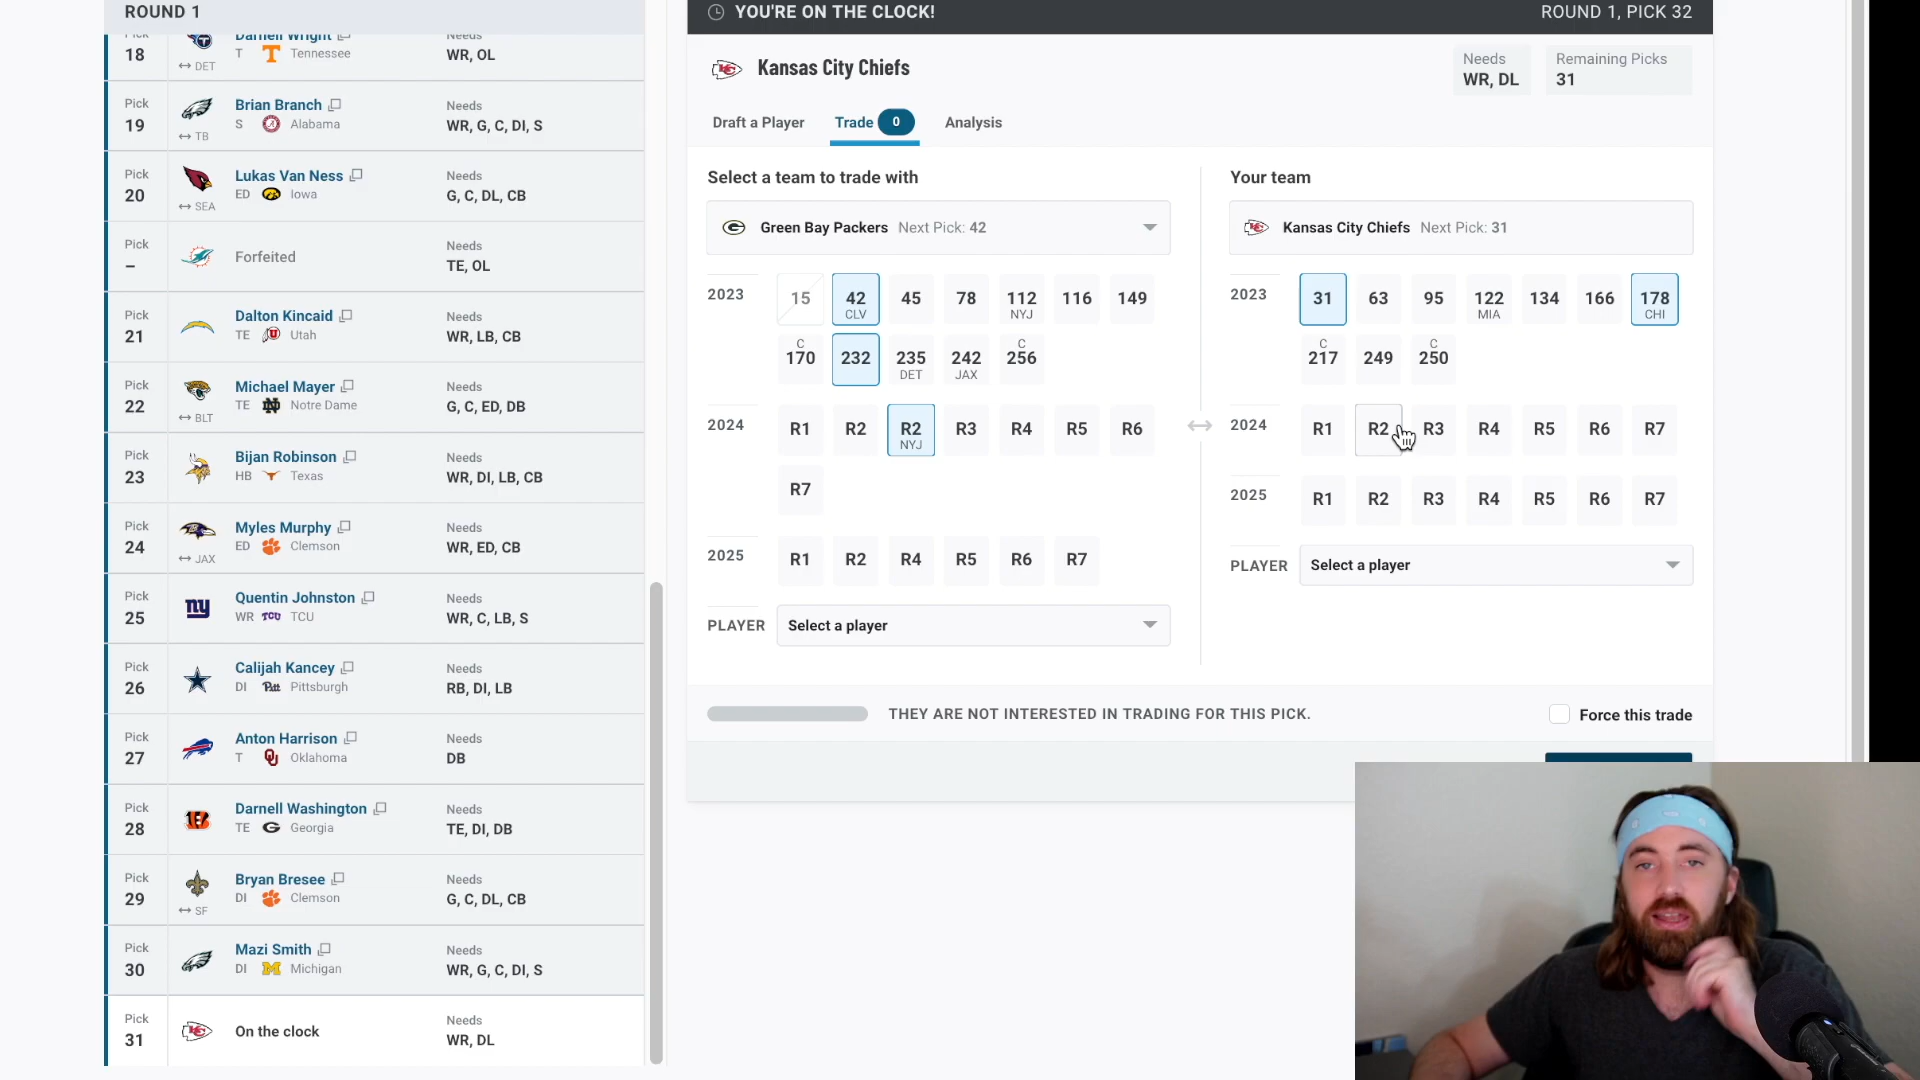 ROUND 1
Pick
18
DET
Darnell Wright
T Tennessee
Needs
WR, OL
Pick
19
TB
Brian Branch
S Alabama
Needs
WR, G, C, DI, S
Pick
20
SEA
Lukas Van Ness
ED Iowa
Needs
G, C, DL, CB
Pick
–
Forfeited
Needs
TE, OL
Pick
21
Dalton Kincaid
TE Utah
Needs
WR, LB, CB
Pick
22
BLT
Michael Mayer
TE Notre Dame
Needs
G, C, ED, DB
Pick
23
Bijan Robinson
HB Texas
Needs
WR, DI, LB, CB
Pick
24
JAX
Myles Murphy
ED Clemson
Needs
WR, ED, CB
Pick
25
ny
Quentin Johnston
WR TCU TCU
Needs
WR, C, LB, S
Pick
26
Calijah Kancey
DI Pitt Pittsburgh
Needs
RB, DI, LB
Pick
27
Anton Harrison
T Oklahoma
Needs
DB
Pick
28
Darnell Washington
TE Georgia
Needs
TE, DI, DB
Pick
29
SF
Bryan Bresee
DI Clemson
Needs
G, C, DL, CB
Pick
30
Mazi Smith
DI Michigan
Needs
WR, G, C, DI, S
Pick
31
On the clock
Needs
WR, DL
YOU'RE ON THE CLOCK!
ROUND 1, PICK 32
Kansas City Chiefs
Needs
WR, DL
Remaining Picks
31
Draft a Player Trade 0 Analysis
Select a team to trade with
Green Bay Packers Next Pick: 42
2023 15 42 CLV 45 78 112 NYJ 116 149
C 170 232 235 DET 242 JAX C 256
2024 R1 R2 R2 NYJ R3 R4 R5 R6
R7
2025 R1 R2 R4 R5 R6 R7
PLAYER Select a player
Your team
Kansas City Chiefs Next Pick: 31
2023 31 63 95 122 MIA 134 166 178 CHI
C 217 249 C 250
2024 R1 R2 R3 R4 R5 R6 R7
2025 R1 R2 R3 R4 R5 R6 R7
PLAYER Select a player
THEY ARE NOT INTERESTED IN TRADING FOR THIS PICK.
Force this trade